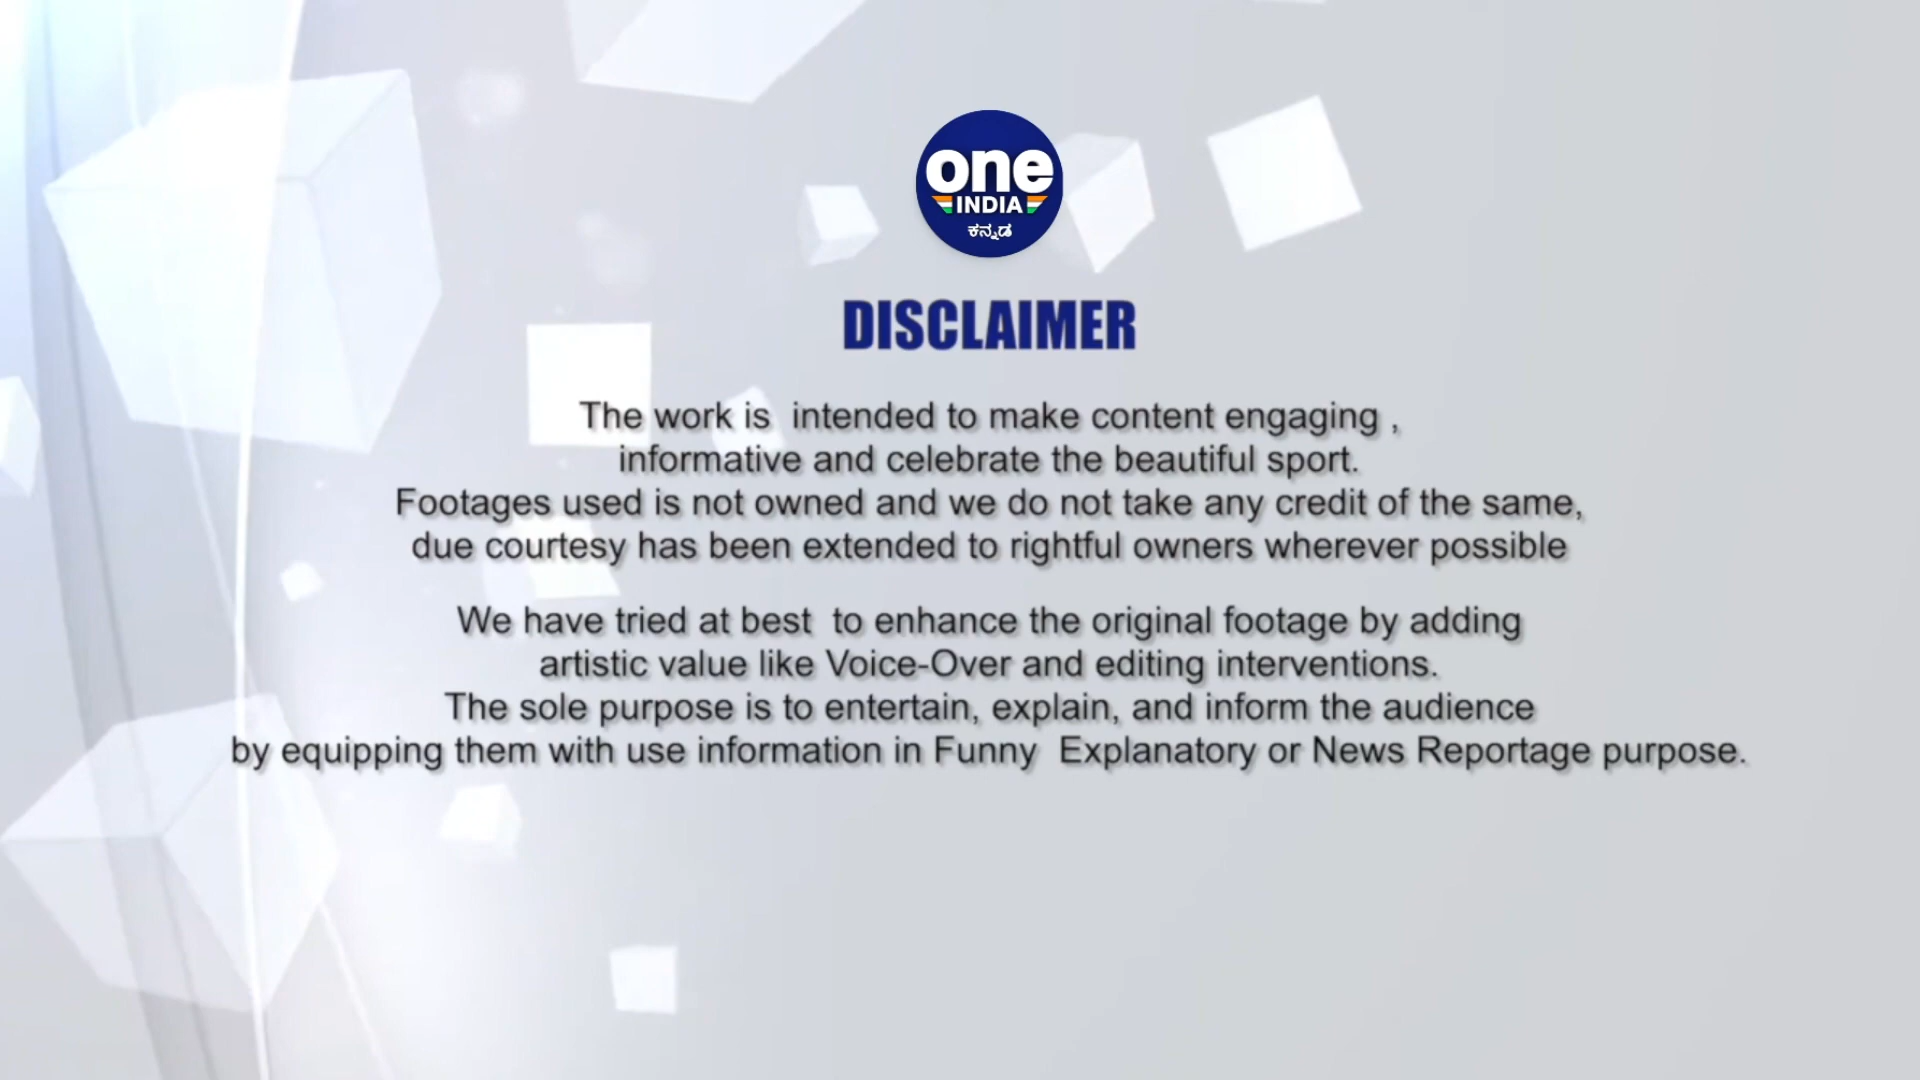 one
INDIA
ಕನ್ನಡ
DISCLAIMER
The work is intended to make content engaging ,
informative and celebrate the beautiful sport.
Footages used is not owned and we do not take any credit of the same,
due courtesy has been extended to rightful owners wherever possible
We have tried at best to enhance the original footage by adding
artistic value like Voice-Over and editing interventions.
The sole purpose is to entertain, explain, and inform the audience
by equipping them with use information in Funny Explanatory or News Reportage purpose.